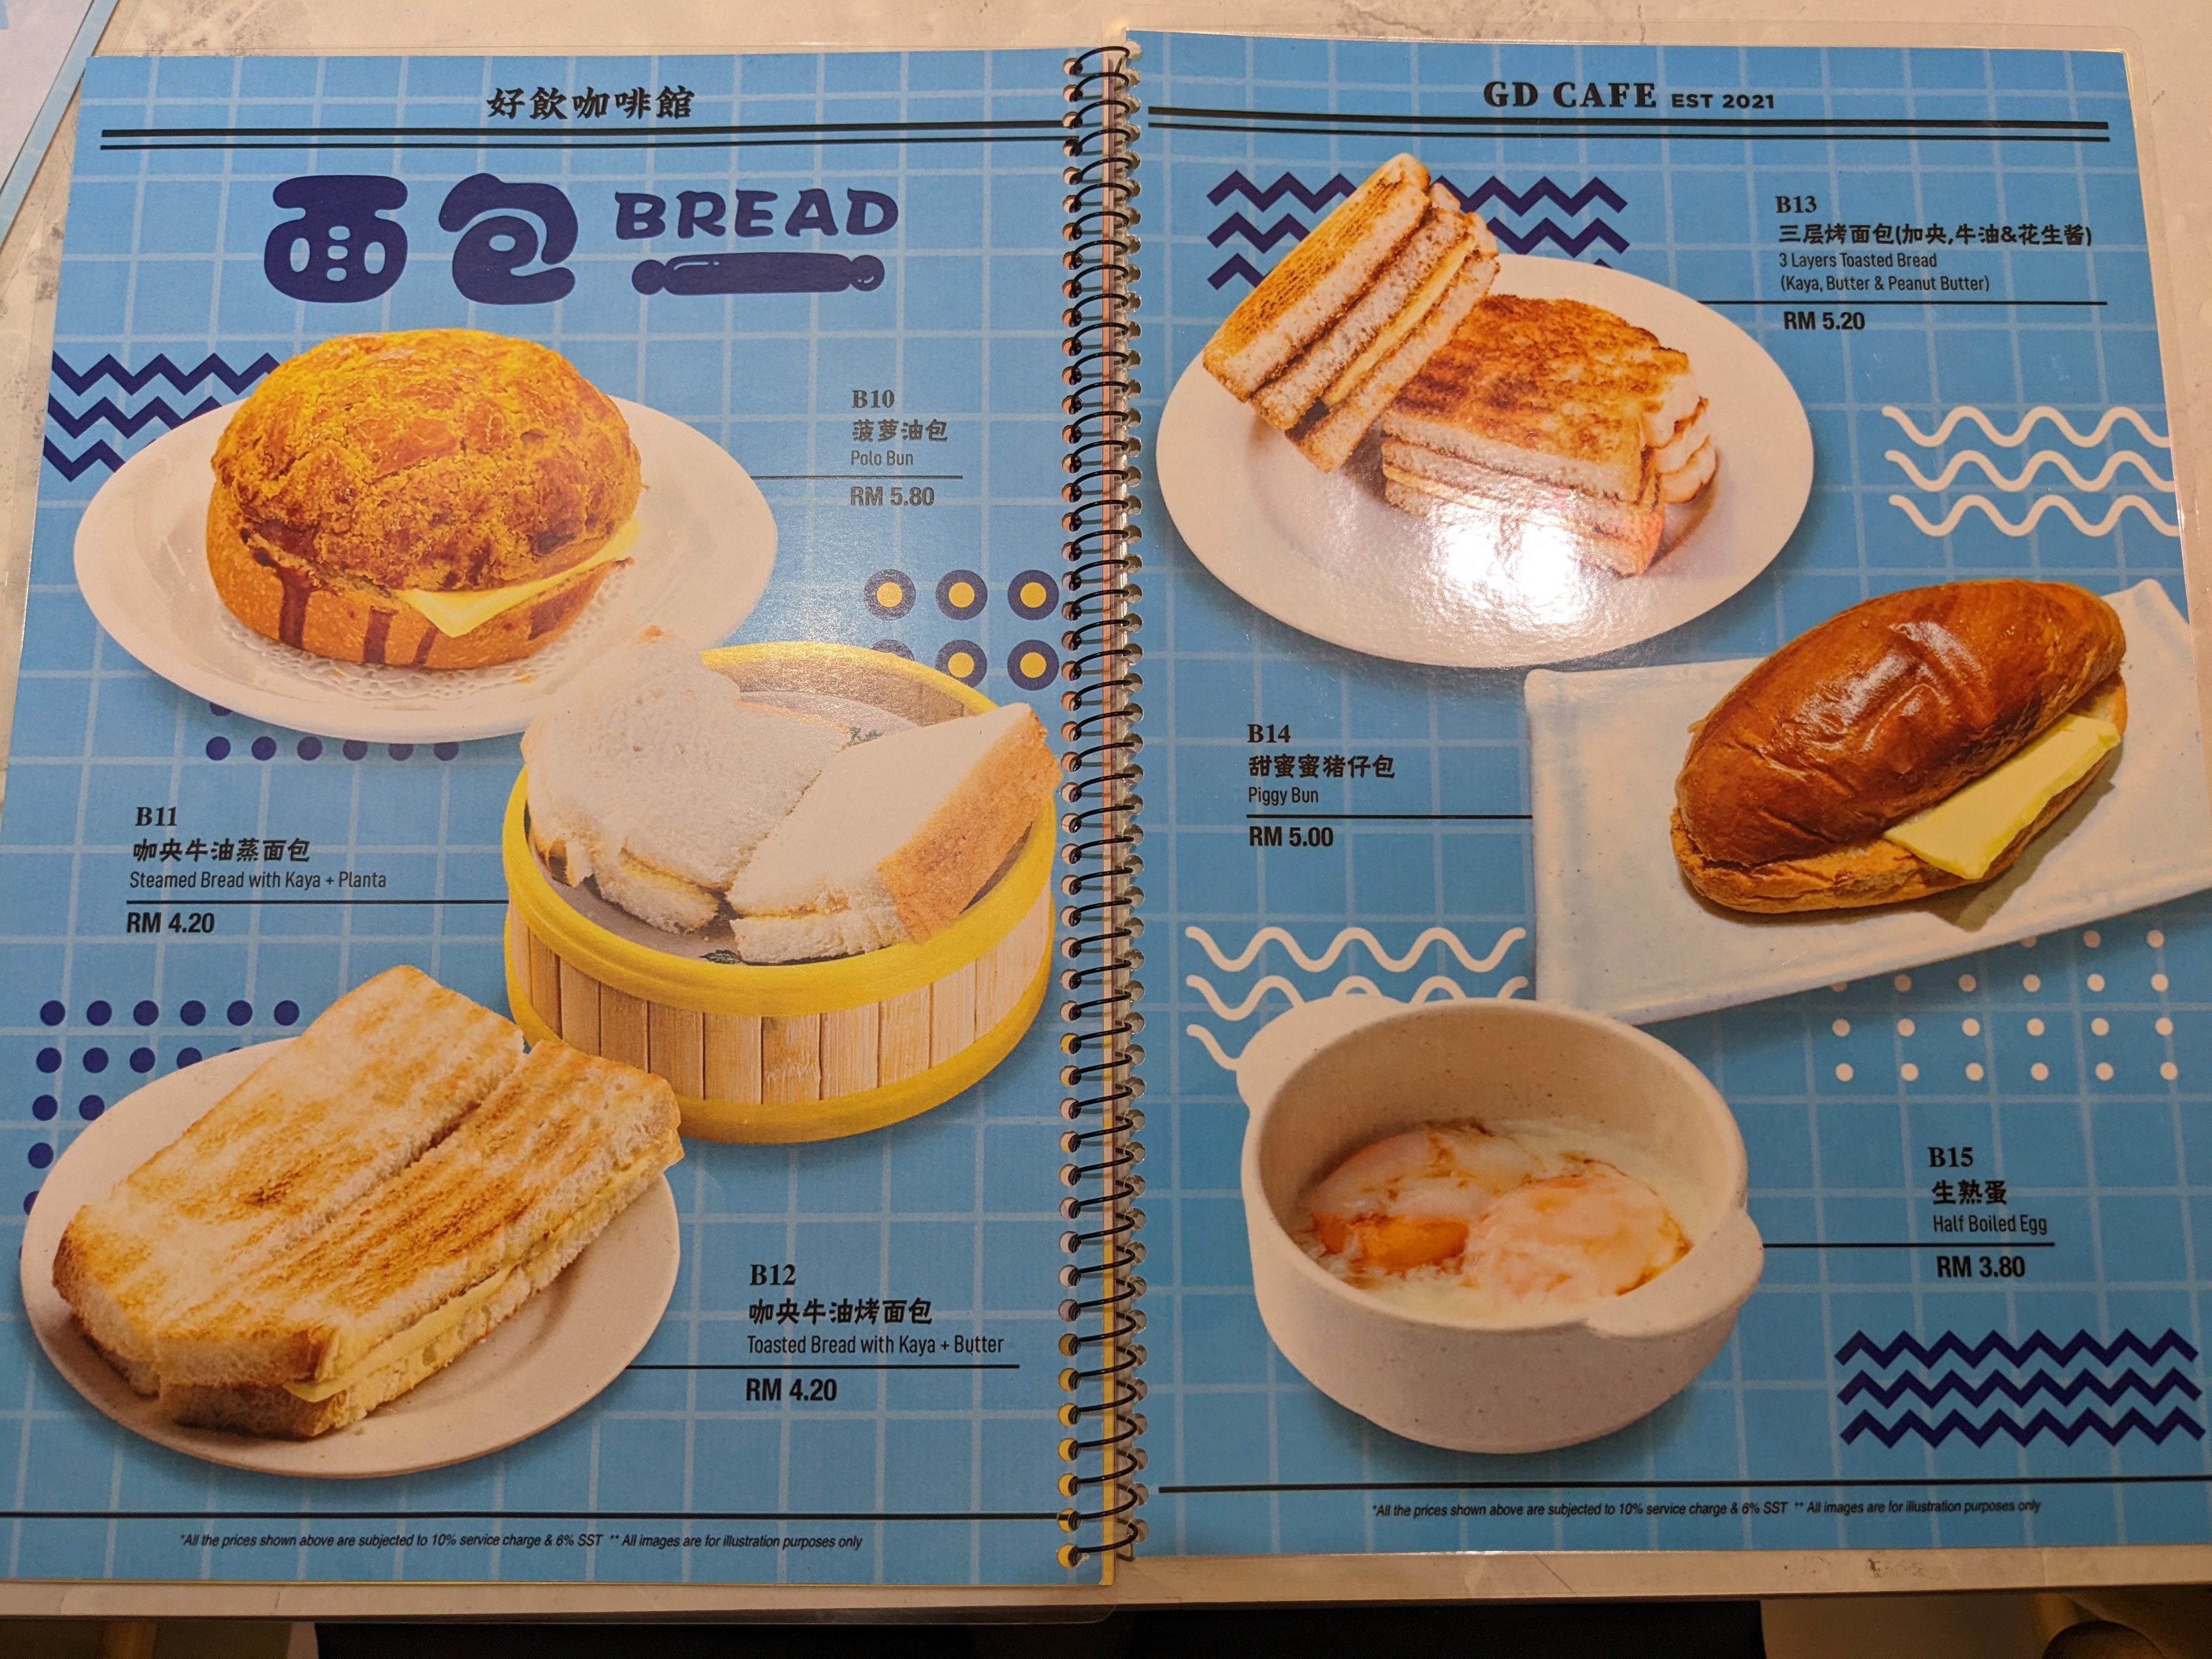 好飲咖啡館
面包 BREAD
B10
菠萝油包
Polo Bun
RM 5.80
B11
咖央牛油蒸面包
Steamed Bread with Kaya + Planta
RM 4.20
B12
咖央牛油烤面包
Toasted Bread with Kaya + Butter
RM 4.20
*All the prices shown above are subjected to 10% service charge & 6% SST ** All images are for illustration purposes only
GD CAFE EST 2021
B13
三层烤面包(加央,牛油&花生酱)
3 Layers Toasted Bread
(Kaya, Butter & Peanut Butter)
RM 5.20
B14
甜蜜蜜猪仔包
Piggy Bun
RM 5.00
B15
生熟蛋
Half Boiled Egg
RM 3.80
*All the prices shown above are subjected to 10% service charge & 6% SST ** All images are for illustration purposes only